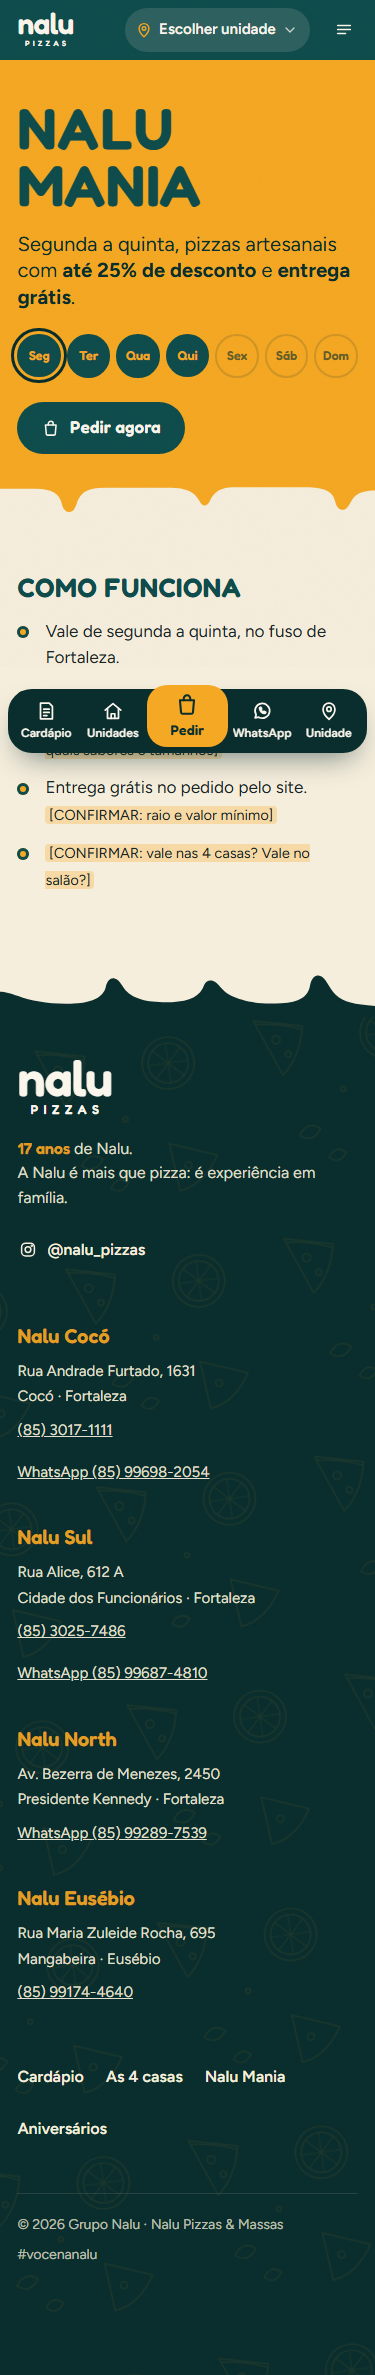 nalu
PIZZAS
Escolher unidade
NALU
MANIA
Segunda a quinta, pizzas artesanais
com até 25% de desconto e entrega
grátis.
Seg Ter Qua Qui Sex Sáb Dom
Pedir agora
COMO FUNCIONA
Vale de segunda a quinta, no fuso de
Fortaleza.
Cardápio Unidades Pedir WhatsApp Unidade
Entrega grátis no pedido pelo site.
[CONFIRMAR: raio e valor mínimo]
[CONFIRMAR: vale nas 4 casas? Vale no
salão?]
nalu
PIZZAS
17 anos de Nalu.
A Nalu é mais que pizza: é experiência em
família.
@nalu_pizzas
Nalu Cocó
Rua Andrade Furtado, 1631
Cocó · Fortaleza
(85) 3017-1111
WhatsApp (85) 99698-2054
Nalu Sul
Rua Alice, 612 A
Cidade dos Funcionários · Fortaleza
(85) 3025-7486
WhatsApp (85) 99687-4810
Nalu North
Av. Bezerra de Menezes, 2450
Presidente Kennedy · Fortaleza
WhatsApp (85) 99289-7539
Nalu Eusébio
Rua Maria Zuleide Rocha, 695
Mangabeira · Eusébio
(85) 99174-4640
Cardápio As 4 casas Nalu Mania
Aniversários
© 2026 Grupo Nalu · Nalu Pizzas & Massas
#vocenanalu